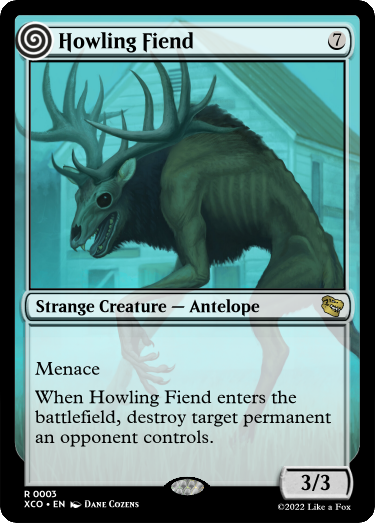 Howling Fiend 7
Strange Creature — Antelope
Menace
When Howling Fiend enters the
battlefield, destroy target permanent
an opponent controls.
3/3
R 0003
XCO • EN Dane Cozens
©2022 Like a Fox